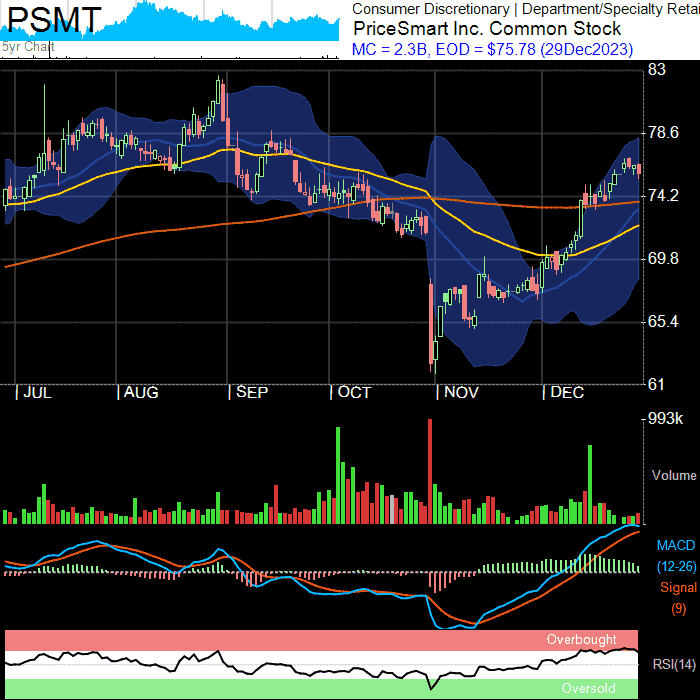 PSMT
5yr Chart
Consumer Discretionary | Department/Specialty Retai
PriceSmart Inc. Common Stock
MC = 2.3B, EOD = $75.78 (29Dec2023)
83
78.6
74.2
69.8
65.4
61
JUL AUG SEP OCT NOV DEC
993k
Volume
MACD
(12-26)
Signal
(9)
Overbought
RSI(14)
Oversold